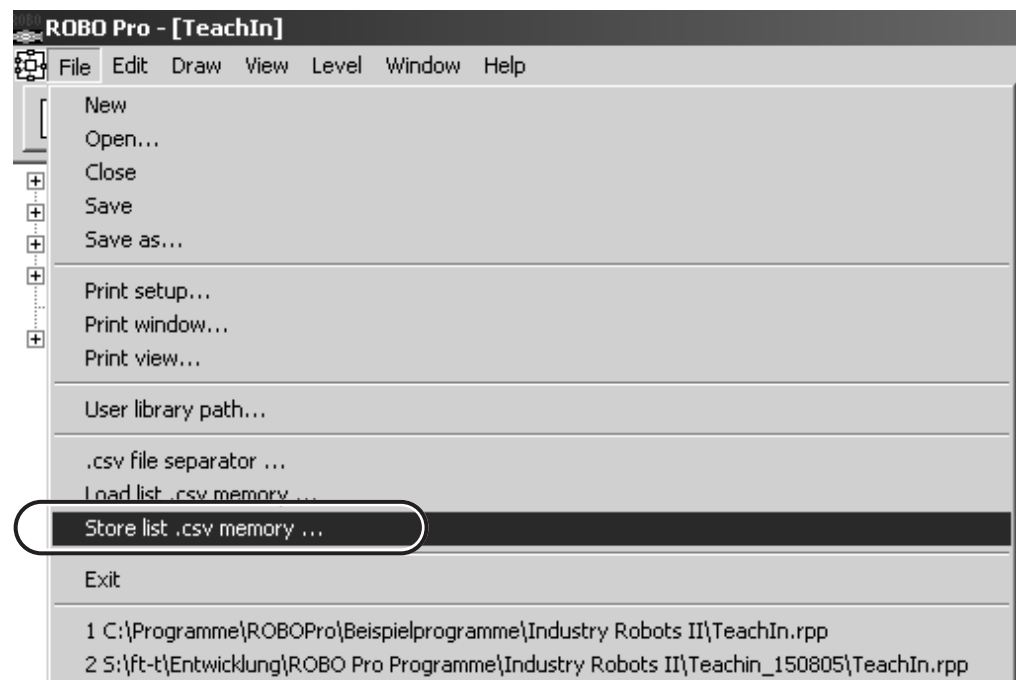 ROBO Pro - [TeachIn]
File Edit Draw View Level Window Help
New
Open...
Close
Save
Save as...
Print setup...
Print window...
Print view...
User library path...
.csv file separator ...
Load list .csv memory ...
Store list .csv memory ...
Exit
1 C:\Programme\ROBOPro\Beispielprogramme\Industry Robots II\TeachIn.rpp
2 S:\ft-t\Entwicklung\ROBO Pro Programme\Industry Robots II\Teachin_150805\TeachIn.rpp